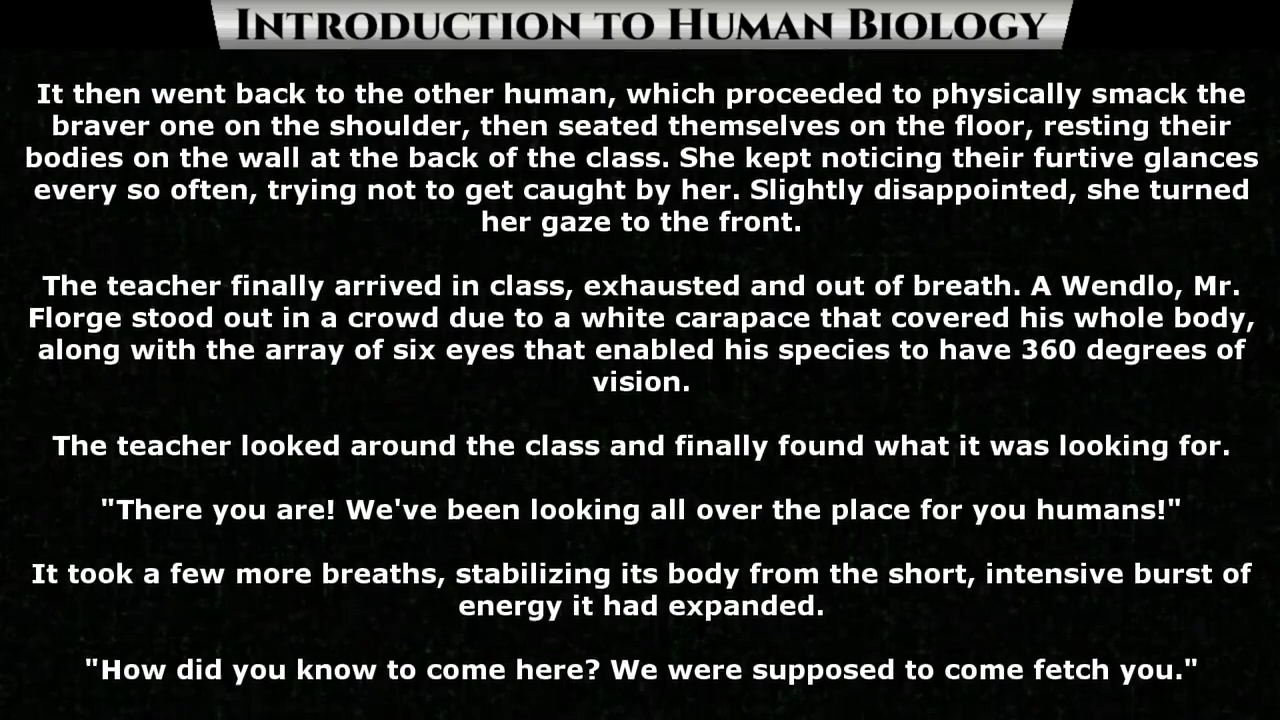 Introduction to Human Biology
It then went back to the other human, which proceeded to physically smack the
braver one on the shoulder, then seated themselves on the floor, resting their
bodies on the wall at the back of the class. She kept noticing their furtive glances
every so often, trying not to get caught by her. Slightly disappointed, she turned
her gaze to the front.
The teacher finally arrived in class, exhausted and out of breath. A Wendlo, Mr.
Florge stood out in a crowd due to a white carapace that covered his whole body,
along with the array of six eyes that enabled his species to have 360 degrees of
vision.
The teacher looked around the class and finally found what it was looking for.
"There you are! We've been looking all over the place for you humans!"
It took a few more breaths, stabilizing its body from the short, intensive burst of
energy it had expanded.
"How did you know to come here? We were supposed to come fetch you."